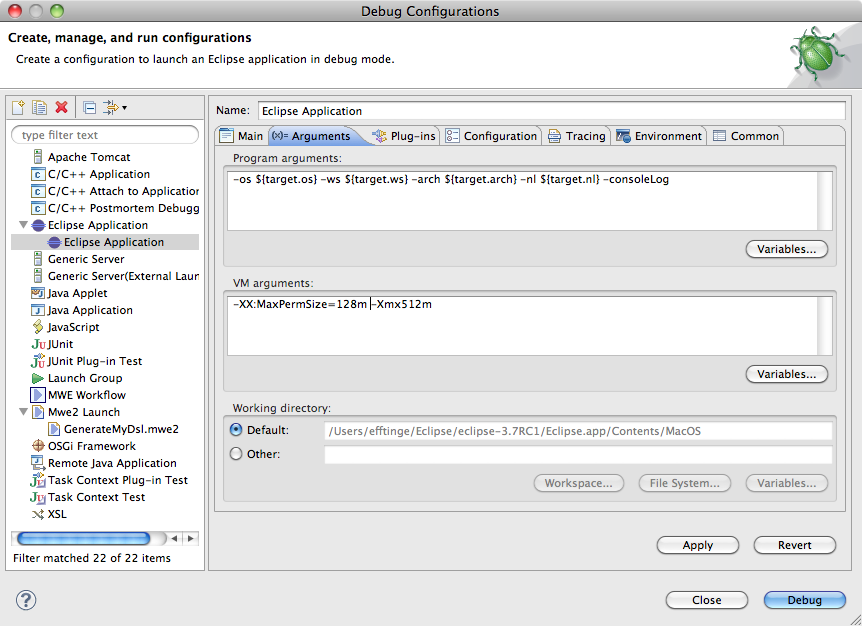 Debug Configurations
Create, manage, and run configurations
Create a configuration to launch an Eclipse application in debug mode.
type filter text
Apache Tomcat
C/C++ Application
C/C++ Attach to Application
C/C++ Postmortem Debugg
Eclipse Application
Eclipse Application
Generic Server
Generic Server(External Laun
Java Applet
Java Application
JavaScript
JUnit
JUnit Plug-in Test
Launch Group
MWE Workflow
Mwe2 Launch
GenerateMyDsl.mwe2
OSGi Framework
Remote Java Application
Task Context Plug-in Test
Task Context Test
XSL
Filter matched 22 of 22 items
Name: Eclipse Application
Main (x)= Arguments Plug-ins Configuration Tracing Environment Common
Program arguments:
-os ${target.os} -ws ${target.ws} -arch ${target.arch} -nl ${target.nl} -consoleLog
Variables...
VM arguments:
-XX:MaxPermSize=128m -Xmx512m
Variables...
Working directory:
Default: /Users/efftinge/Eclipse/eclipse-3.7RC1/Eclipse.app/Contents/MacOS
Other:
Workspace... File System... Variables...
Apply Revert
? Close Debug